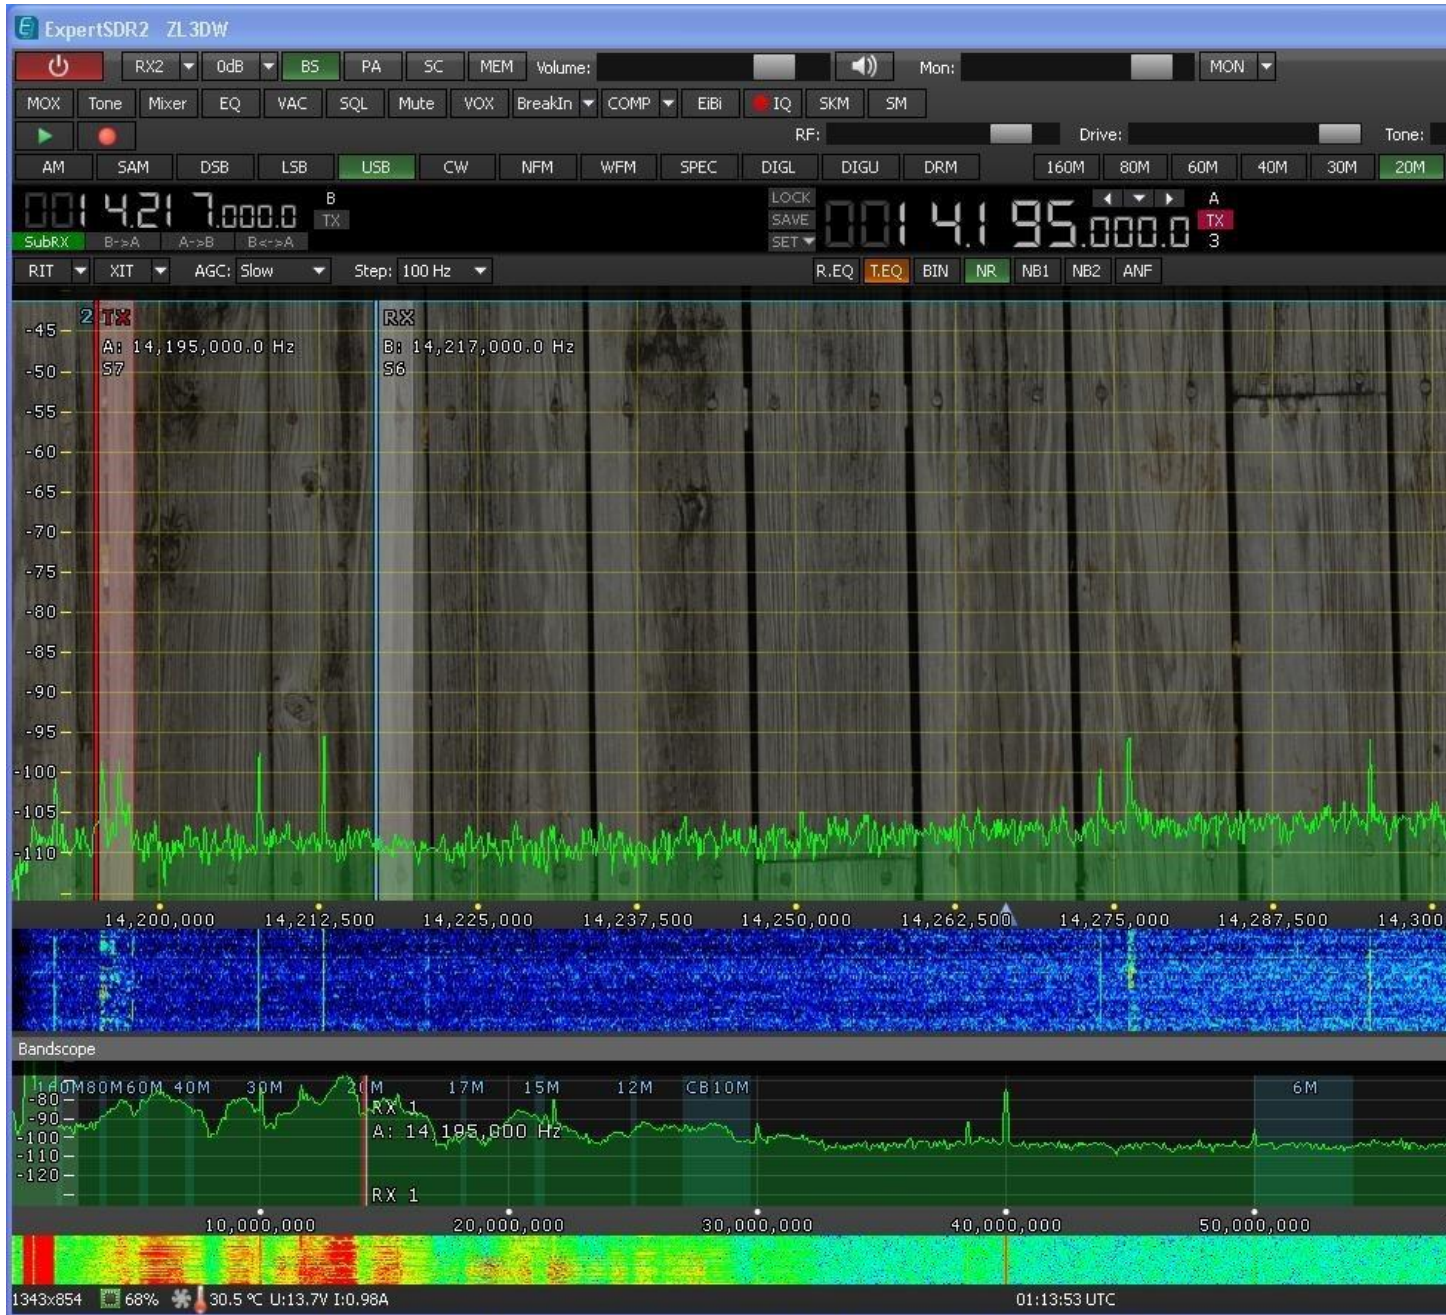 ExpertSDR2 ZL3DW
RX2 0dB BS PA SC MEM Volume: Mon: MON
MOX Tone Mixer EQ VAC SQL Mute VOX BreakIn COMP EiBi IQ SKM SM
RF: Drive: Tone:
AM SAM DSB LSB USB CW NFM WFM SPEC DIGL DIGU DRM 160M 80M 60M 40M 30M 20M
0014.217.000.0 B TX LOCK SAVE SET 0014.195.000.0 A TX 3
SubRX B->A A->B B<->A
RIT XIT AGC: Slow Step: 100 Hz R.EQ T.EQ BIN NR NB1 NB2 ANF
2 TX RX
-45
A: 14,195,000.0 Hz B: 14,217,000.0 Hz
S7 S6
-50
-55
-60
-65
-70
-75
-80
-85
-90
-95
-100
-105
-110
14,200,000 14,212,500 14,225,000 14,237,500 14,250,000 14,262,500 14,275,000 14,287,500 14,300
Bandscope
160M 80M 60M 40M 30M 20M 17M 15M 12M CB 10M 6M
-80
RX 1
-90
A: 14,195,000 Hz
-100
-110
-120
RX 1
10,000,000 20,000,000 30,000,000 40,000,000 50,000,000
1343x854 68% 30.5 ℃ U:13.7V I:0.98A 01:13:53 UTC